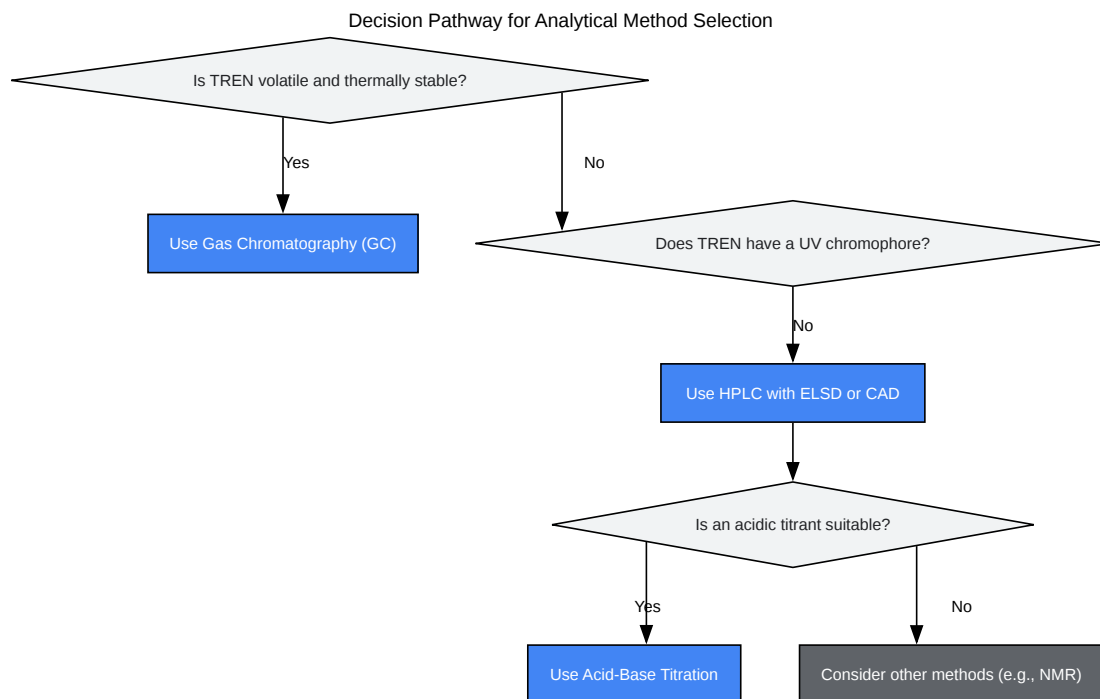 Decision Pathway for Analytical Method Selection
Is TREN volatile and thermally stable?
Yes
No
Use Gas Chromatography (GC)
Does TREN have a UV chromophore?
No
Use HPLC with ELSD or CAD
Is an acidic titrant suitable?
Yes
No
Use Acid-Base Titration
Consider other methods (e.g., NMR)